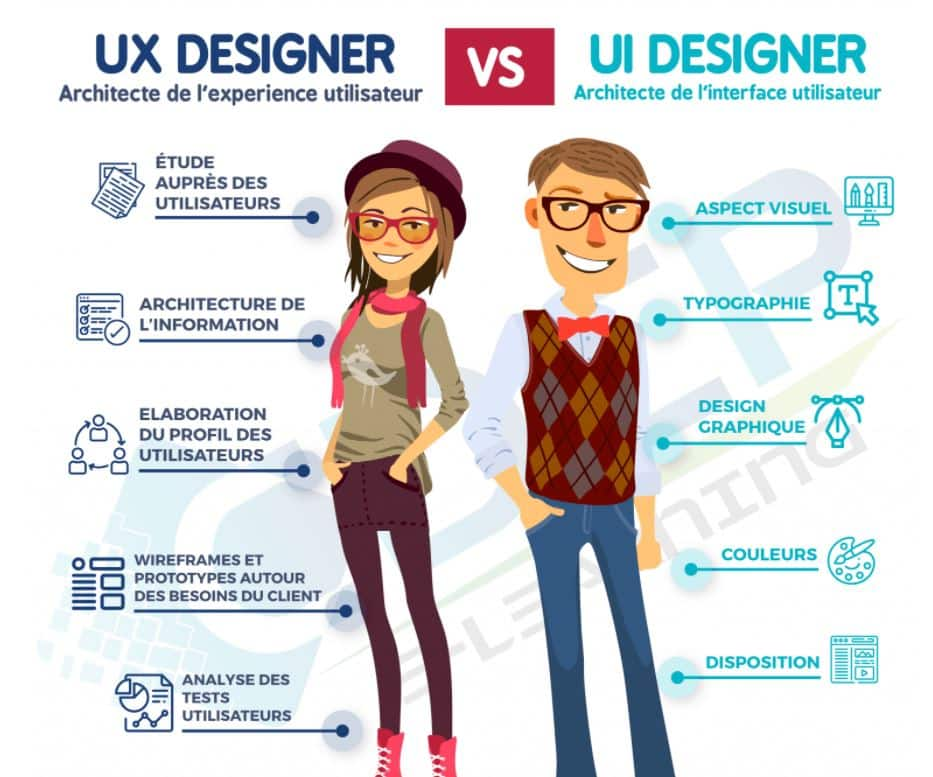 UX DESIGNER
Architecte de l'experience utilisateur
VS
UI DESIGNER
Architecte de l'interface utilisateur
ÉTUDE
AUPRÈS DES
UTILISATEURS
ARCHITECTURE DE
L'INFORMATION
ELABORATION
DU PROFIL DES
UTILISATEURS
WIREFRAMES ET
PROTOTYPES AUTOUR
DES BESOINS DU CLIENT
ANALYSE DES
TESTS
UTILISATEURS
ASPECT VISUEL
TYPOGRAPHIE
T
DESIGN
GRAPHIQUE
COULEURS
DISPOSITION